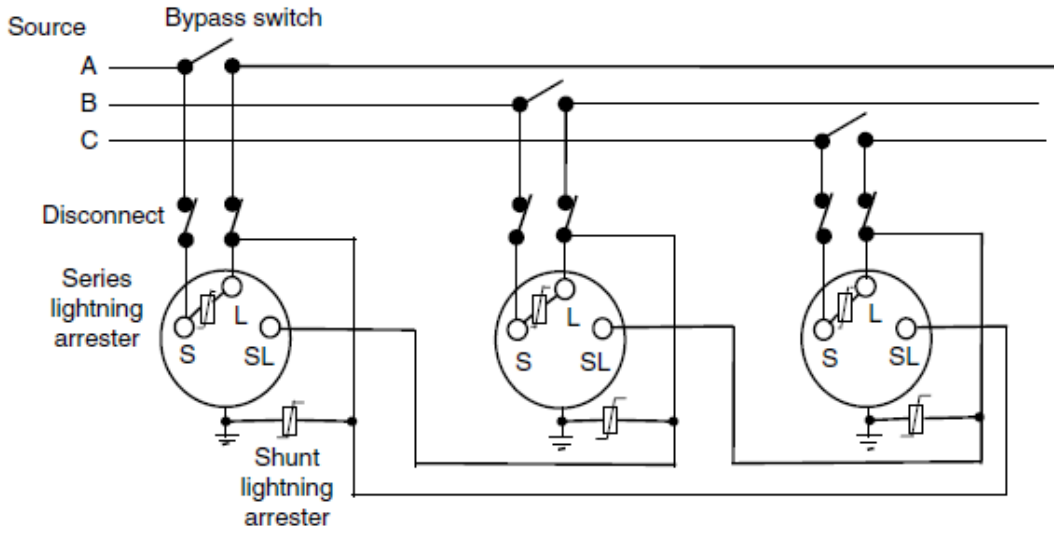 Source
Bypass switch
A
B
C
Disconnect
Series
lightning
arrester
L
S
SL
L
S
SL
L
S
SL
Shunt
lightning
arrester